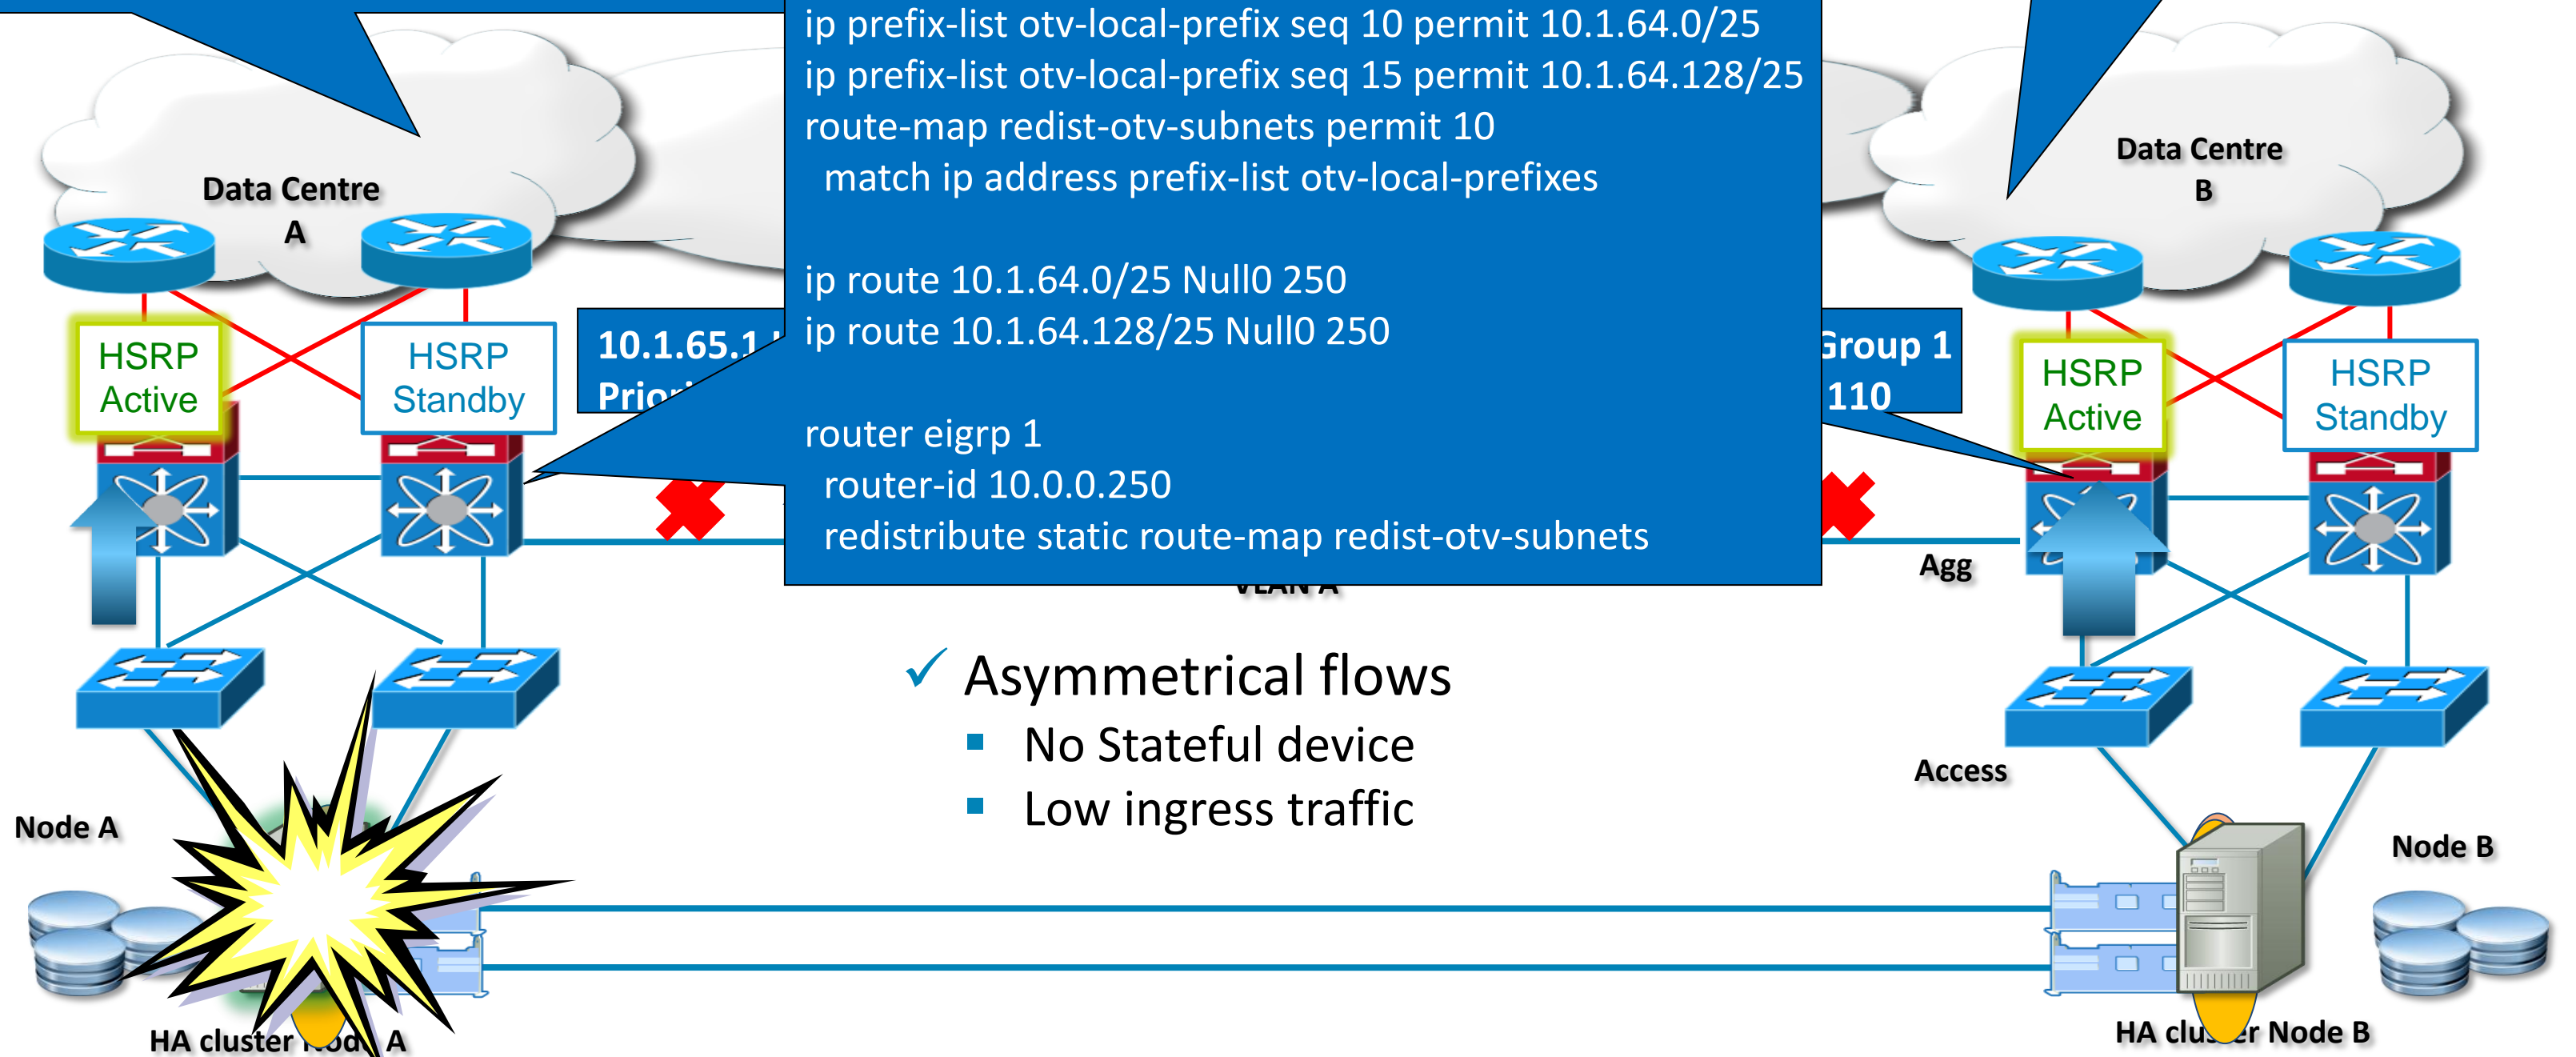 ip prefix-list otv-local-prefix seq 10 permit 10.1.64.0/25
ip prefix-list otv-local-prefix seq 15 permit 10.1.64.128/25
route-map redist-otv-subnets permit 10
match ip address prefix-list otv-local-prefixes
ip route 10.1.64.0/25 Null0 250
ip route 10.1.64.128/25 Null0 250
router eigrp 1
router-id 10.0.0.250
redistribute static route-map redist-otv-subnets
Data Centre
A
Data Centre
B
HSRP
Active
HSRP
Standby
10.1.65.1
Group 1
110
HSRP
Active
HSRP
Standby
Agg
VLAN A
Asymmetrical flows
No Stateful device
Low ingress traffic
Access
Node A
Node B
HA cluster Node A
HA cluster Node B